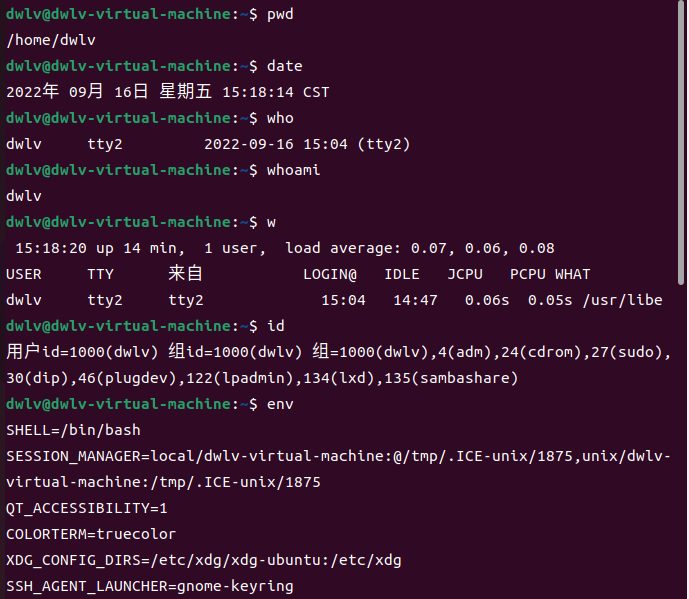 dwlv@dwlv-virtual-machine:~$ pwd
/home/dwlv
dwlv@dwlv-virtual-machine:~$ date
2022年 09月 16日 星期五 15:18:14 CST
dwlv@dwlv-virtual-machine:~$ who
dwlv     tty2         2022-09-16 15:04 (tty2)
dwlv@dwlv-virtual-machine:~$ whoami
dwlv
dwlv@dwlv-virtual-machine:~$ w
 15:18:20 up 14 min,  1 user,  load average: 0.07, 0.06, 0.08
USER     TTY      来自           LOGIN@   IDLE   JCPU   PCPU WHAT
dwlv     tty2     tty2             15:04   14:47   0.06s  0.05s /usr/libe
dwlv@dwlv-virtual-machine:~$ id
用户id=1000(dwlv) 组id=1000(dwlv) 组=1000(dwlv),4(adm),24(cdrom),27(sudo),
30(dip),46(plugdev),122(lpadmin),134(lxd),135(sambashare)
dwlv@dwlv-virtual-machine:~$ env
SHELL=/bin/bash
SESSION_MANAGER=local/dwlv-virtual-machine:@/tmp/.ICE-unix/1875,unix/dwlv-
virtual-machine:/tmp/.ICE-unix/1875
QT_ACCESSIBILITY=1
COLORTERM=truecolor
XDG_CONFIG_DIRS=/etc/xdg/xdg-ubuntu:/etc/xdg
SSH_AGENT_LAUNCHER=gnome-keyring